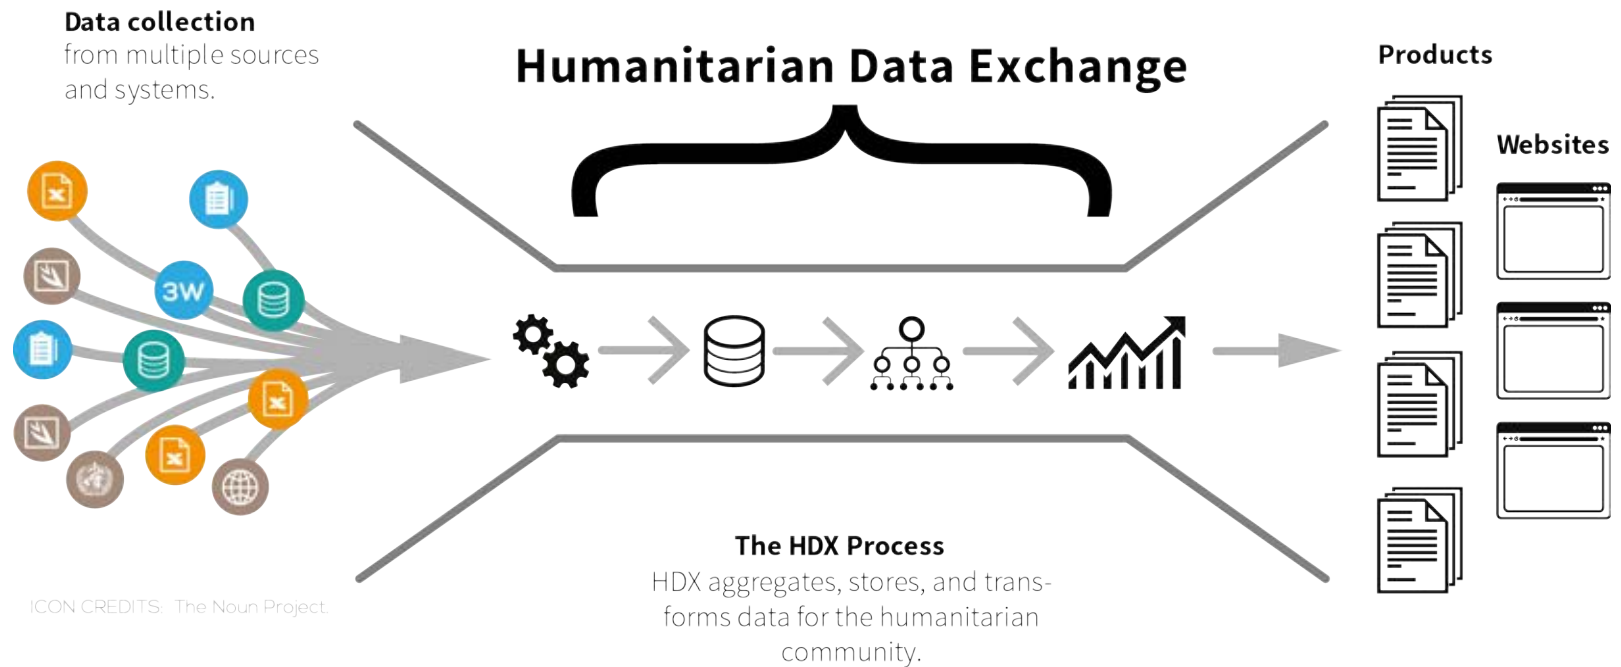 Data collection
from multiple sources
and systems.
Humanitarian Data Exchange
Products
Websites
3W
The HDX Process
HDX aggregates, stores, and trans-
forms data for the humanitarian
community.
ICON CREDITS: The Noun Project.